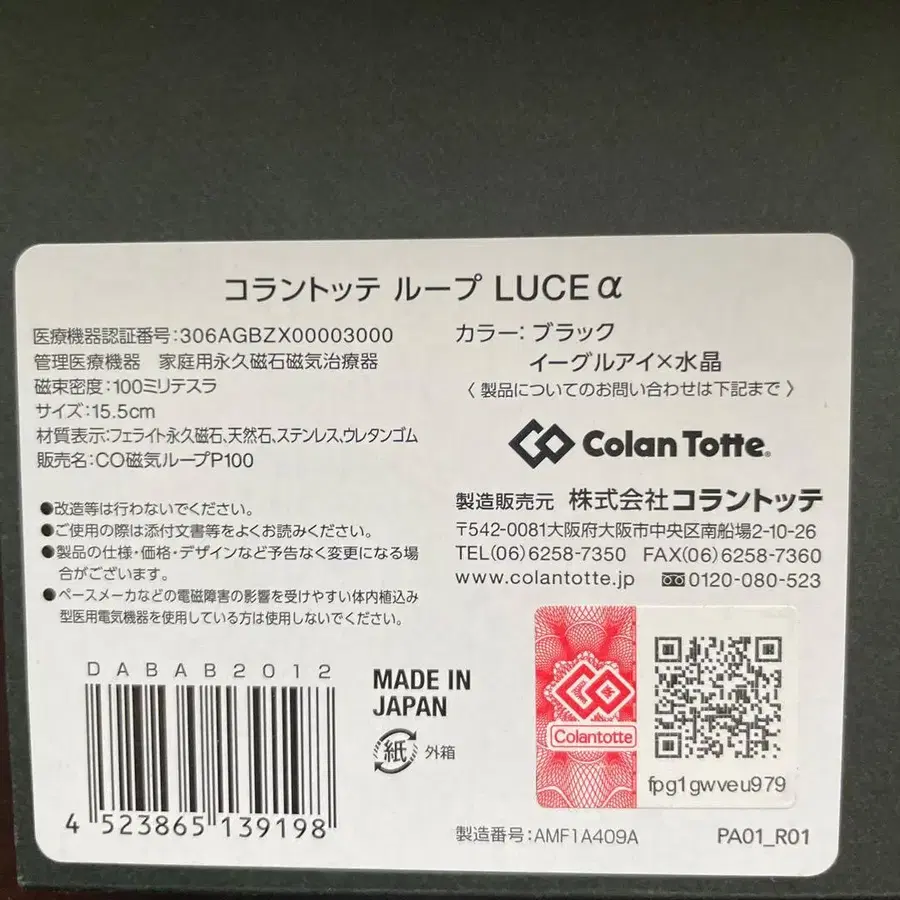 コラントッテ ループ LUCE α
医療機器認証番号:306AGBZX00003000
管理医療機器 家庭用永久磁石磁気治療器
磁束密度:100ミリテスラ
サイズ:15.5cm
材質表示:フェライト永久磁石、天然石、ステンレス、ウレタンゴム
販売名:CO磁気ループP100
カラー:ブラック
イーグルアイ×水晶
〈 製品についてのお問い合わせは下記まで 〉
Colan Totte.
製造販売元 株式会社コラントッテ
〒542-0081大阪府大阪市中央区南船場2-10-26
TEL(06)6258-7350 FAX(06)6258-7360
www.colantotte.jp 0120-080-523
●改造等は行わないでください。
●ご使用の際は添付文書等をよくお読みください。
●製品の仕様・価格・デザインなど予告なく変更になる場
合がございます。
●ペースメーカなどの電磁障害の影響を受けやすい体内植込み
型医用電気機器を使用している方は使用しないでください。
DABAB2012
4 523865 139198
MADE IN
JAPAN
紙 外箱
Colantotte
fpg1gwveu979
製造番号:AMF1A409A
PA01_R01